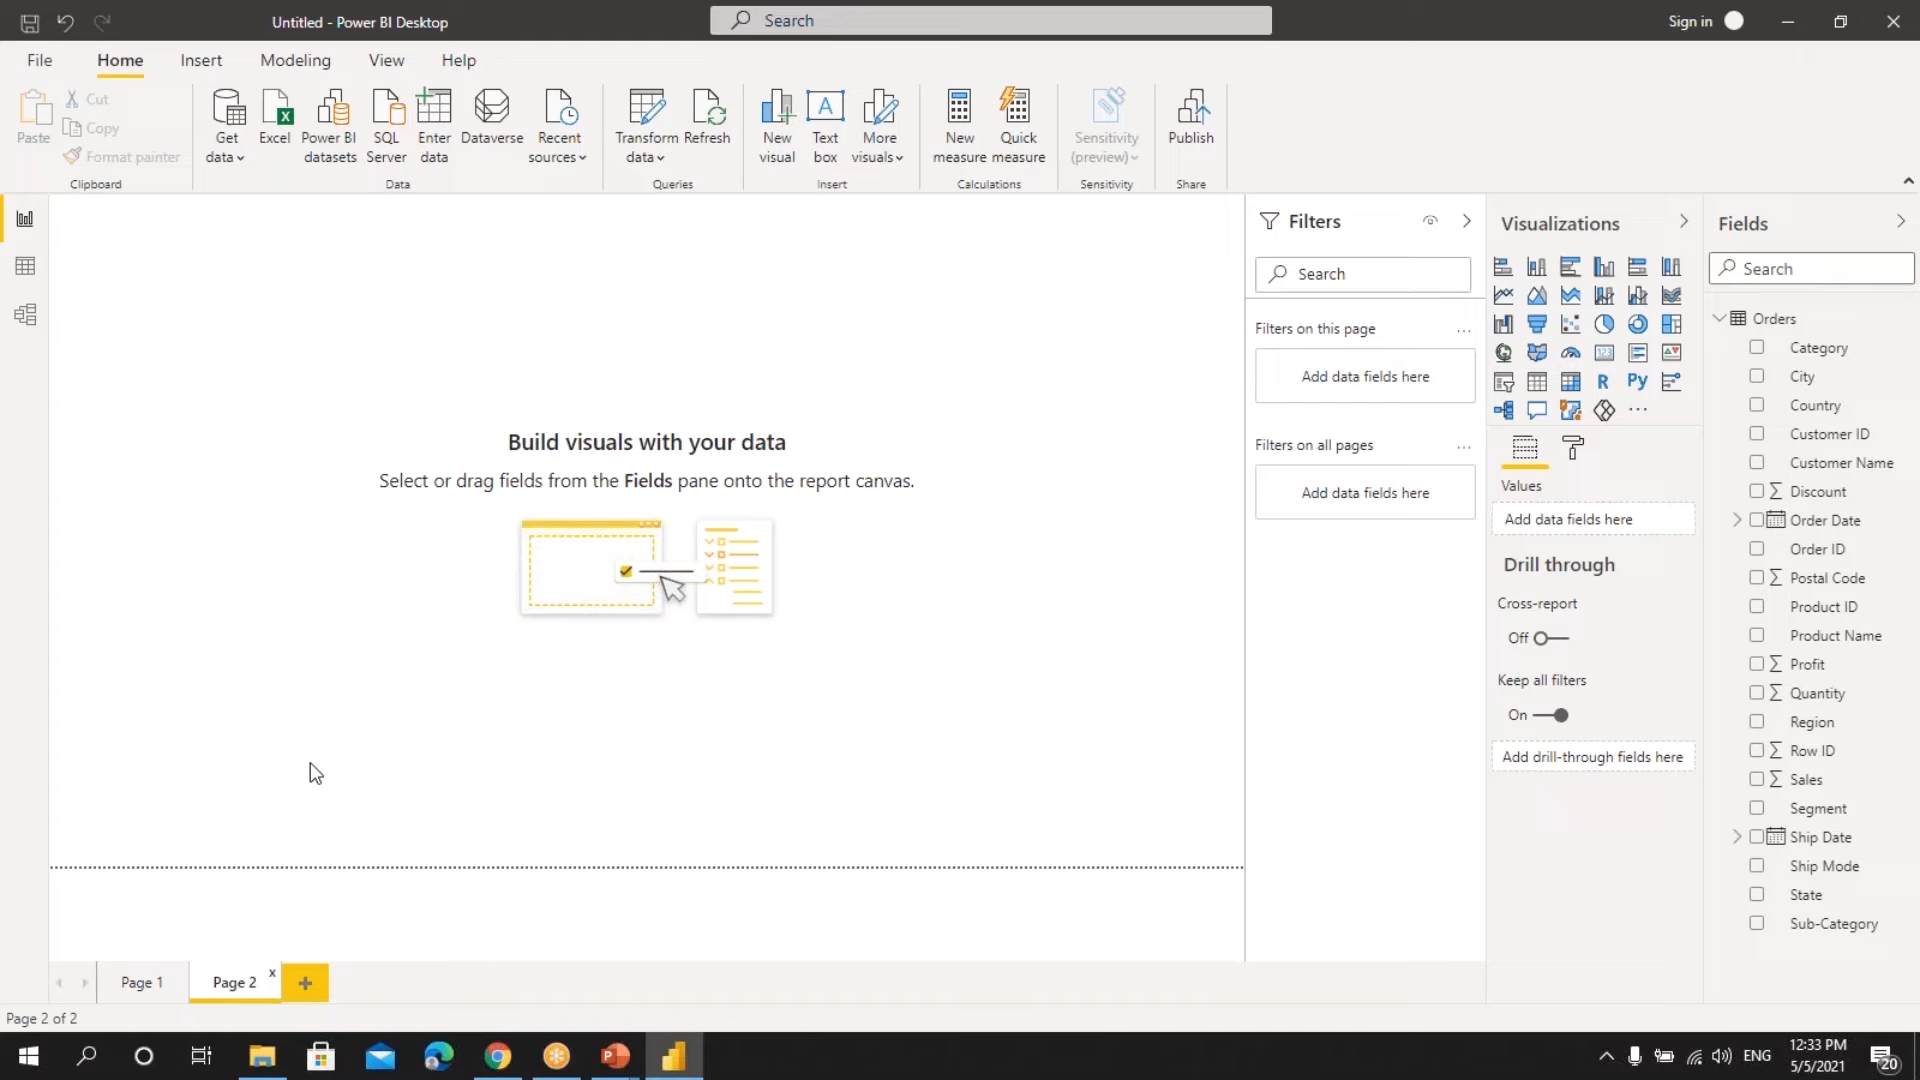 Untitled - Power BI Desktop
Search
Sign in
File
Home
Insert
Modeling
View
Help
Paste
Cut
Copy
Format painter
Clipboard
Get data
Excel
Power BI datasets
SQL Server
Enter data
Dataverse
Recent sources
Data
Transform data
Refresh
Queries
New visual
Text box
More visuals
Insert
New measure
Quick measure
Calculations
Sensitivity (preview)
Sensitivity
Publish
Share
Build visuals with your data
Select or drag fields from the Fields pane onto the report canvas.
Filters
Search
Filters on this page
...
Add data fields here
Filters on all pages
...
Add data fields here
Visualizations
123
R
Py
...
Values
Add data fields here
Drill through
Cross-report
Off
Keep all filters
On
Add drill-through fields here
Fields
Search
Orders
Category
City
Country
Customer ID
Customer Name
Σ Discount
Order Date
Order ID
Σ Postal Code
Product ID
Product Name
Σ Profit
Σ Quantity
Region
Σ Row ID
Σ Sales
Segment
Ship Date
Ship Mode
State
Sub-Category
Page 1
Page 2
x
+
Page 2 of 2
ENG
12:33 PM
5/5/2021
20